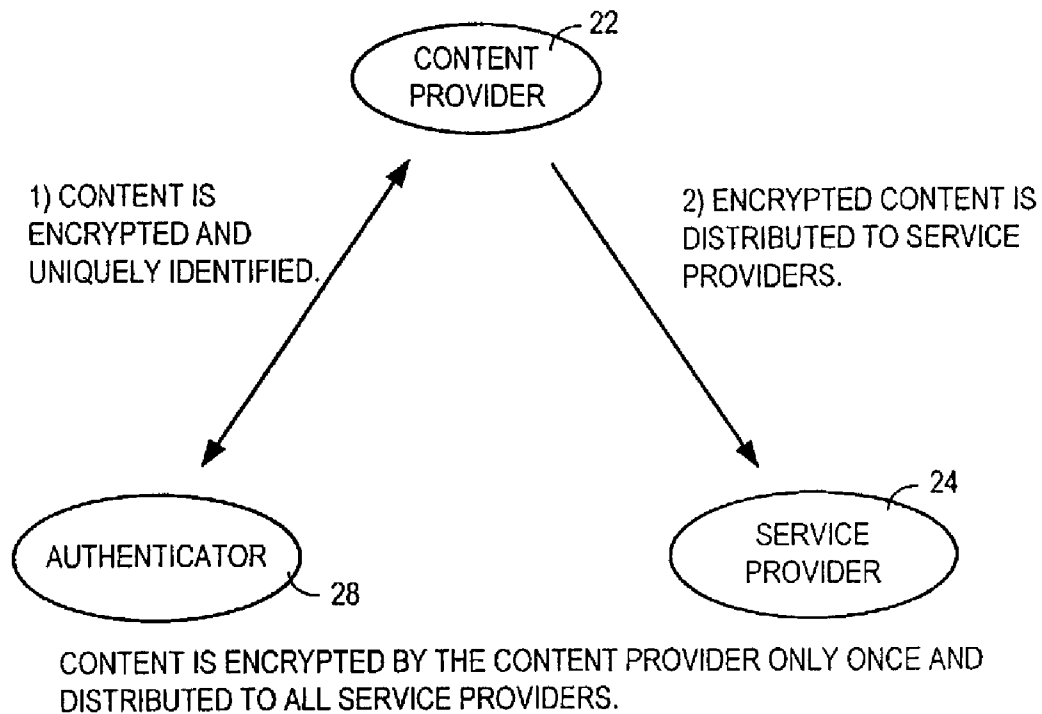 22
CONTENT
PROVIDER
1) CONTENT IS
ENCRYPTED AND
UNIQUELY IDENTIFIED.
2) ENCRYPTED CONTENT IS
DISTRIBUTED TO SERVICE
PROVIDERS.
AUTHENTICATOR
28
24
SERVICE
PROVIDER
CONTENT IS ENCRYPTED BY THE CONTENT PROVIDER ONLY ONCE AND
DISTRIBUTED TO ALL SERVICE PROVIDERS.